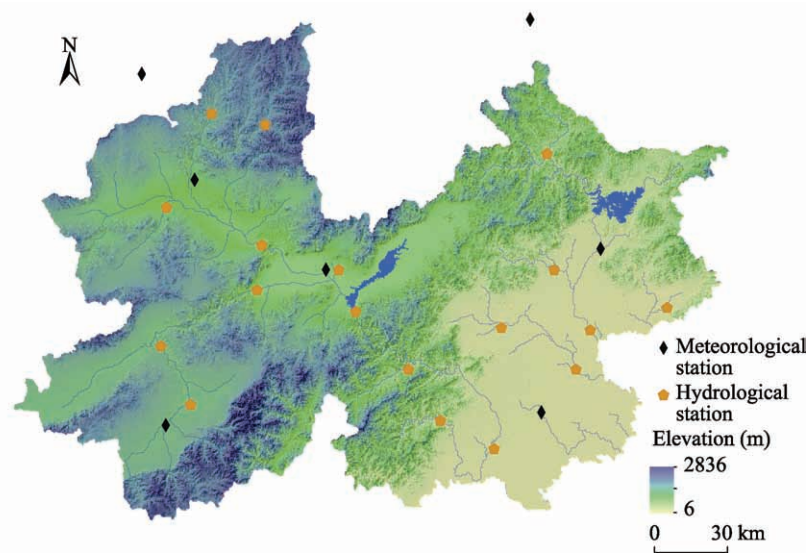 N
Meteorological
station
Hydrological
station
Elevation (m)
2836
6
0 30 km